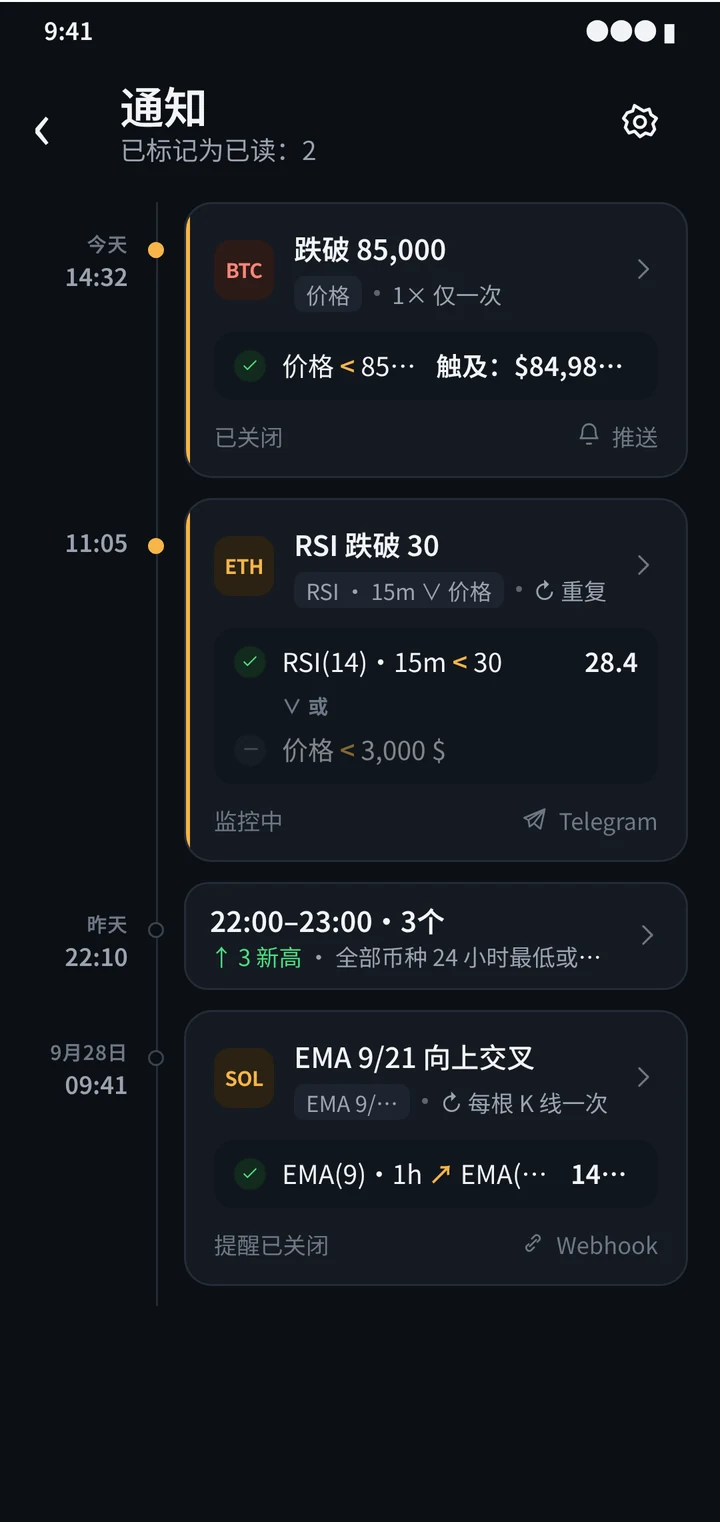 9:41
通知
已标记为已读：2
今天
14:32
BTC
跌破 85,000
价格 • 1× 仅一次
价格 < 85… 触及：$84,98…
已关闭
推送
11:05
ETH
RSI 跌破 30
RSI • 15m ∨ 价格 • ↻ 重复
RSI(14) • 15m < 30 28.4
∨ 或
价格 < 3,000 $
监控中
Telegram
昨天
22:10
22:00–23:00 • 3个
↑ 3 新高 • 全部币种 24 小时最低或…
9月28日
09:41
SOL
EMA 9/21 向上交叉
EMA 9/… • ↻ 每根 K 线一次
EMA(9) • 1h ↗ EMA(… 14…
提醒已关闭
Webhook